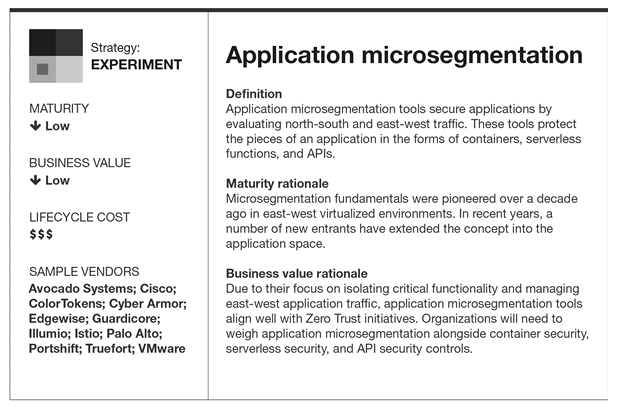 Strategy:
EXPERIMENT
MATURITY
↓ Low
BUSINESS VALUE
↓ Low
LIFECYCLE COST
$$$
SAMPLE VENDORS
Avocado Systems; Cisco;
ColorTokens; Cyber Armor;
Edgewise; Guardicore;
Illumio; Istio; Palo Alto;
Portshift; Truefort; VMware
Application microsegmentation
Definition
Application microsegmentation tools secure applications by
evaluating north-south and east-west traffic. These tools protect
the pieces of an application in the forms of containers, serverless
functions, and APIs.
Maturity rationale
Microsegmentation fundamentals were pioneered over a decade
ago in east-west virtualized environments. In recent years, a
number of new entrants have extended the concept into the
application space.
Business value rationale
Due to their focus on isolating critical functionality and managing
east-west application traffic, application microsegmentation tools
align well with Zero Trust initiatives. Organizations will need to
weigh application microsegmentation alongside container security,
serverless security, and API security controls.